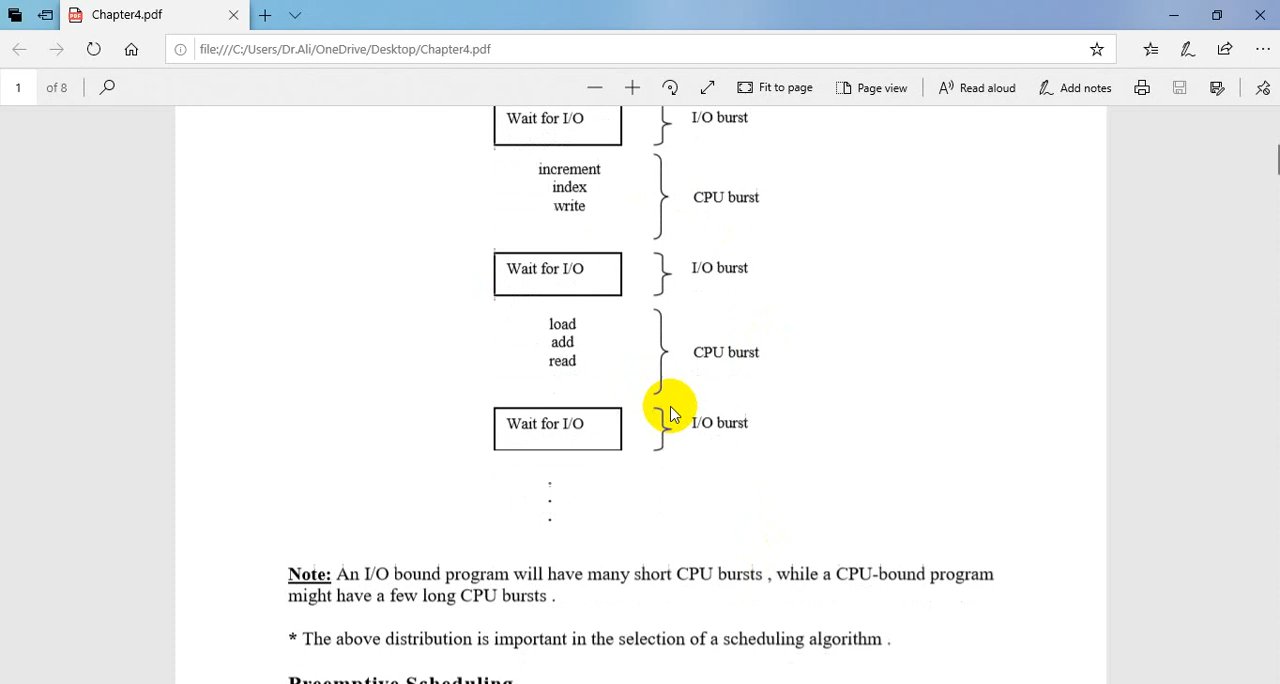 Chapter4.pdf
file:///C:/Users/Dr.Ali/OneDrive/Desktop/Chapter4.pdf
1 of 8 Fit to page Page view Read aloud Add notes
Wait for I/O I/O burst
increment
index CPU burst
write
Wait for I/O I/O burst
load
add CPU burst
read
Wait for I/O I/O burst
.
.
.
Note: An I/O bound program will have many short CPU bursts , while a CPU-bound program
might have a few long CPU bursts .
* The above distribution is important in the selection of a scheduling algorithm .
Preemptive Scheduling